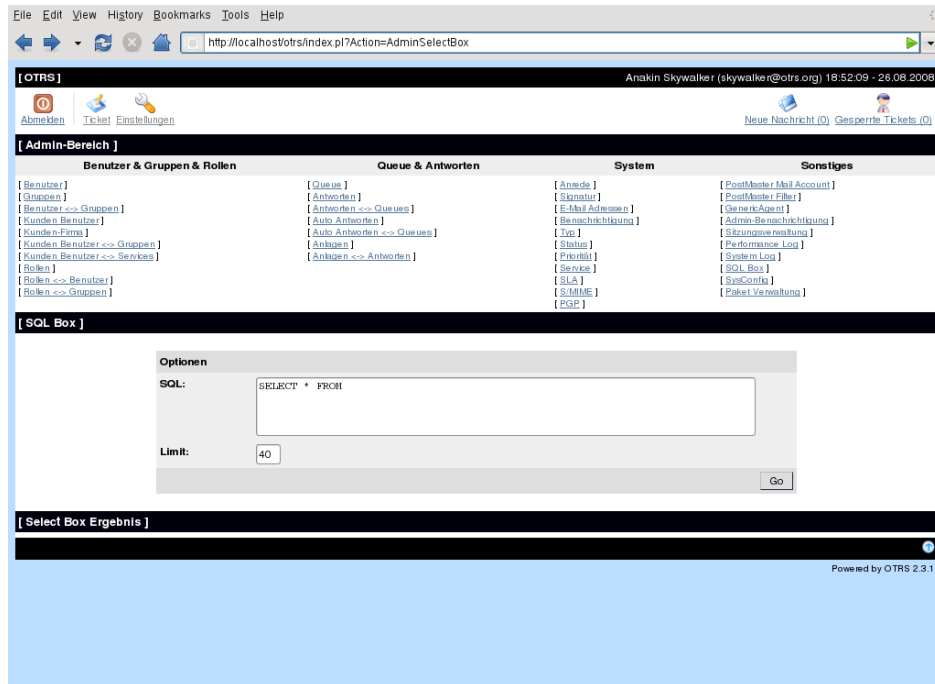 File Edit View History Bookmarks Tools Help
http://localhost/otrs/index.pl?Action=AdminSelectBox
[ OTRS ] Anakin Skywalker (skywalker@otrs.org) 18:52:09 - 26.08.2008
Abmelden Ticket Einstellungen Neue Nachricht (0) Gesperrte Tickets (0)
[ Admin-Bereich ]
Benutzer & Gruppen & Rollen Queue & Antworten System Sonstiges
[ Benutzer ] [ Queue ] [ Anrede ] [ PostMaster Mail Account ]
[ Gruppen ] [ Antworten ] [ Signatur ] [ PostMaster Filter ]
[ Benutzer <-> Gruppen ] [ Antworten <-> Queues ] [ E-Mail Adressen ] [ GenericAgent ]
[ Kunden Benutzer ] [ Auto Antworten ] [ Benachrichtigung ] [ Admin-Benachrichtigung ]
[ Kunden-Firma ] [ Auto Antworten <-> Queues ] [ Typ ] [ Sitzungsverwaltung ]
[ Kunden Benutzer <-> Gruppen ] [ Anlagen ] [ Status ] [ Performance Log ]
[ Kunden Benutzer <-> Services ] [ Anlagen <-> Antworten ] [ Priorität ] [ System Log ]
[ Rollen ] [ Service ] [ SQL Box ]
[ Rollen <-> Benutzer ] [ SLA ] [ SysConfig ]
[ Rollen <-> Gruppen ] [ S/MIME ] [ Paket Verwaltung ]
[ PGP ]
[ SQL Box ]
Optionen
SQL: SELECT * FROM
Limit: 40
Go
[ Select Box Ergebnis ]
Powered by OTRS 2.3.1